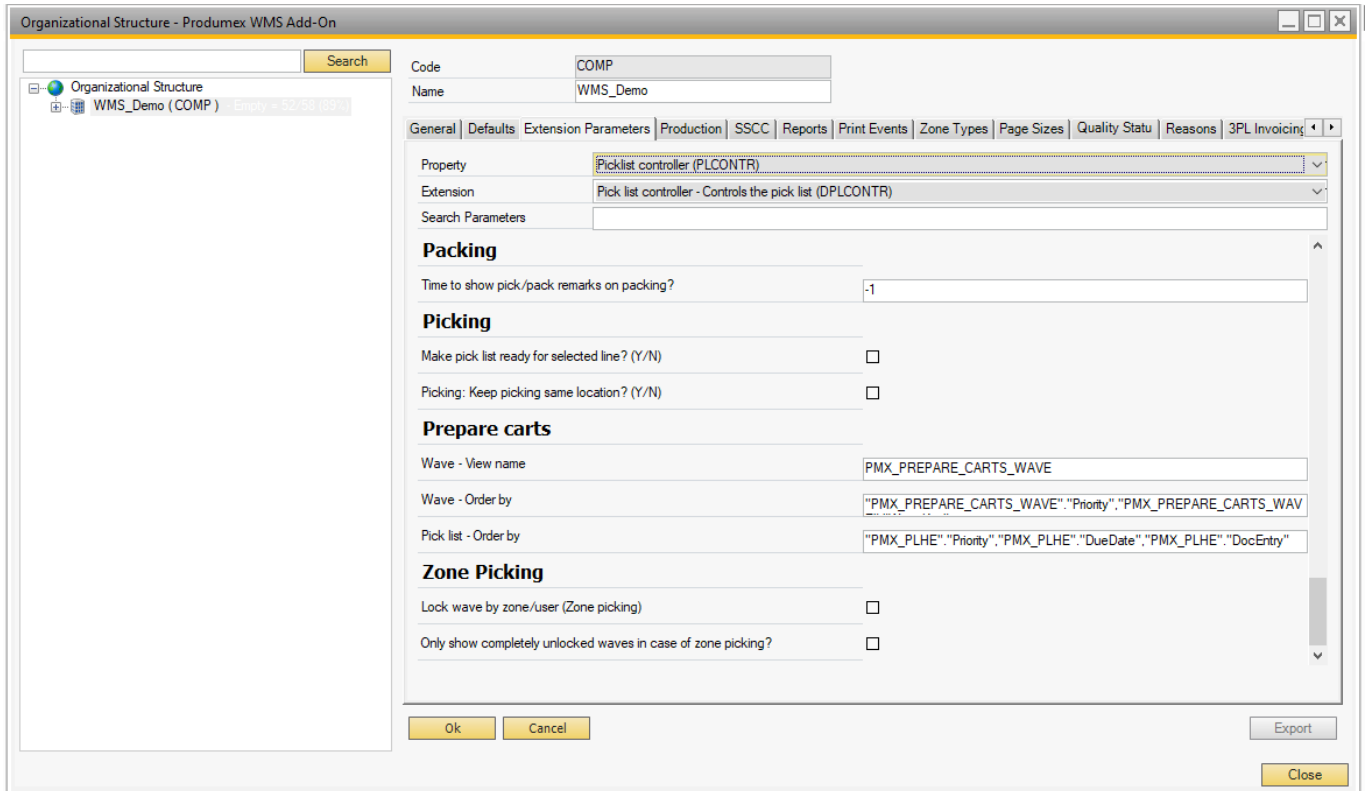 Organizational Structure - Produmex WMS Add-On
Search
Organizational Structure
WMS_Demo ( COMP ) - Empty = 52/58 (89%)
Code COMP
Name WMS_Demo
General Defaults Extension Parameters Production SSCC Reports Print Events Zone Types Page Sizes Quality Statu Reasons 3PL Invoicing
Property Picklist controller (PLCONTR)
Extension Pick list controller - Controls the pick list (DPLCONTR)
Search Parameters
Packing
Time to show pick/pack remarks on packing? -1
Picking
Make pick list ready for selected line? (Y/N)
Picking: Keep picking same location? (Y/N)
Prepare carts
Wave - View name PMX_PREPARE_CARTS_WAVE
Wave - Order by "PMX_PREPARE_CARTS_WAVE"."Priority","PMX_PREPARE_CARTS_WAV
Pick list - Order by "PMX_PLHE"."Priority","PMX_PLHE"."DueDate","PMX_PLHE"."DocEntry"
Zone Picking
Lock wave by zone/user (Zone picking)
Only show completely unlocked waves in case of zone picking?
Ok Cancel Export
Close